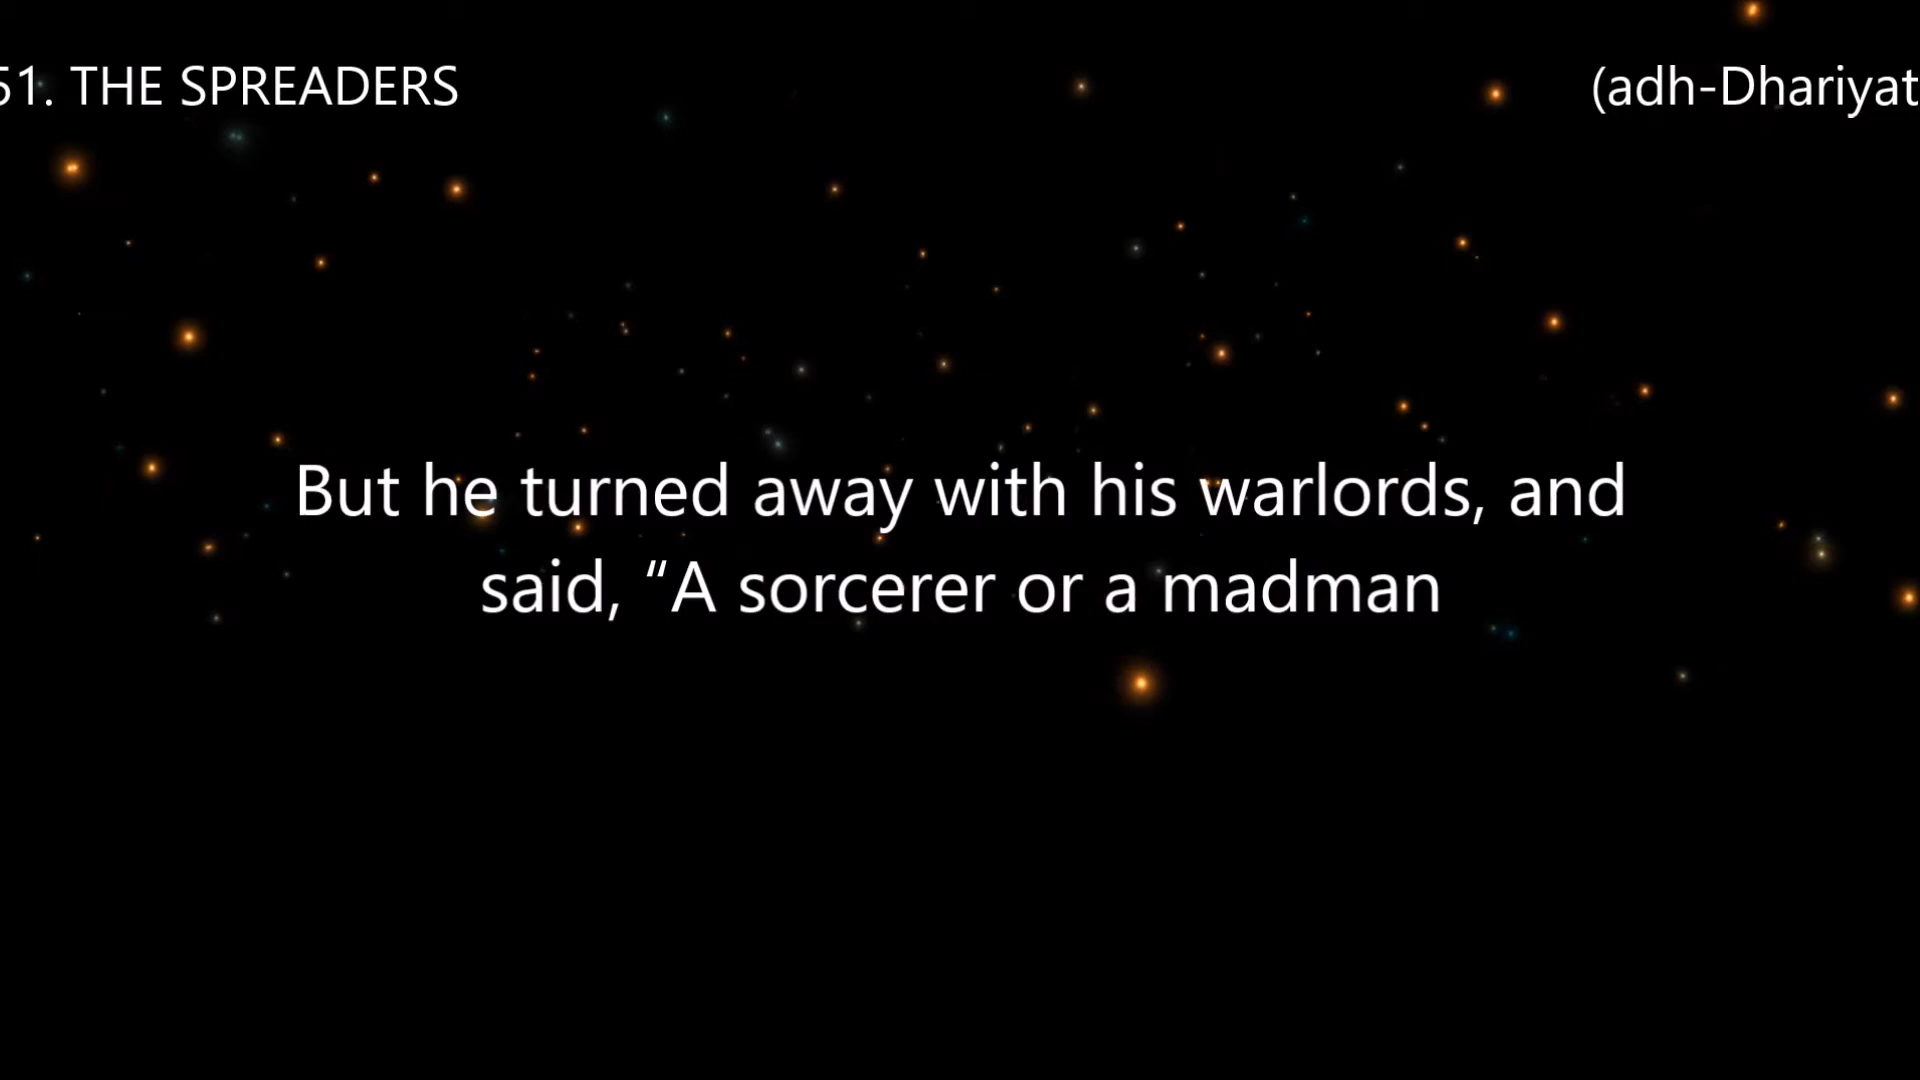 51. THE SPREADERS
(adh-Dhariyat
But he turned away with his warlords, and
said, “A sorcerer or a madman